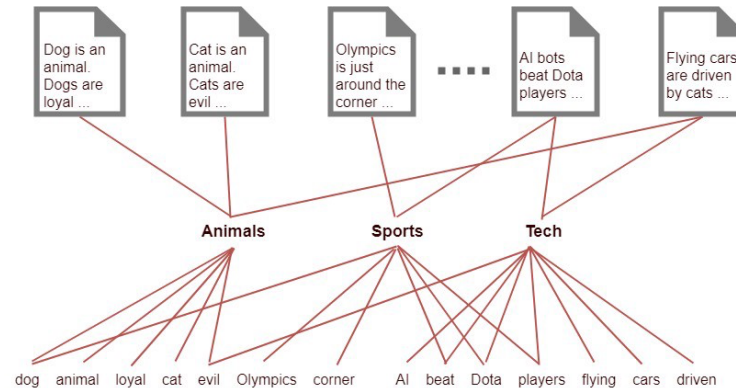 Dog is an
animal.
Dogs are
loyal ...
Cat is an
animal.
Cats are
evil ...
Olympics
is just
around the
corner ...
AI bots
beat Dota
players ...
Flying cars
are driven
by cats ...
Animals
Sports
Tech
dog animal loyal cat evil Olympics corner AI beat Dota players flying cars driven